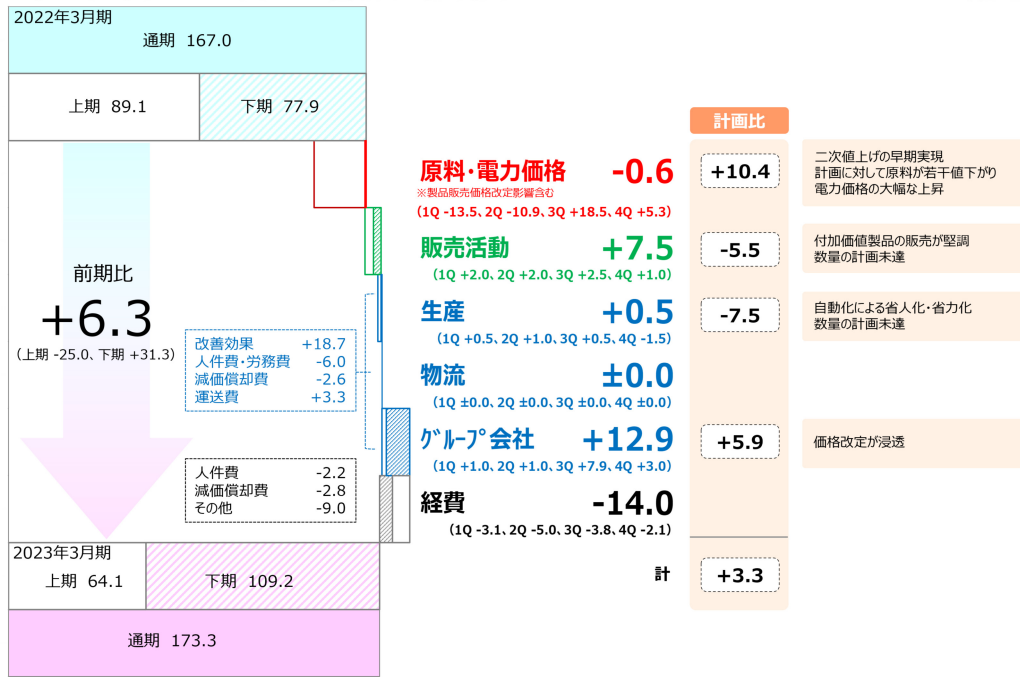 2022年3月期
通期 167.0
上期 89.1
下期 77.9
計画比
原料・電力価格 -0.6
※製品販売価格改定影響含む
(1Q -13.5、2Q -10.9、3Q +18.5、4Q +5.3)
+10.4
二次値上げの早期実現
計画に対して原料が若干値下がり
電力価格の大幅な上昇
販売活動 +7.5
(1Q +2.0、2Q +2.0、3Q +2.5、4Q +1.0)
-5.5
付加価値製品の販売が堅調
数量の計画未達
前期比
+6.3
(上期 -25.0、下期 +31.3)
生産 +0.5
(1Q +0.5、2Q +1.0、3Q +0.5、4Q -1.5)
-7.5
自動化による省人化・省力化
数量の計画未達
改善効果 +18.7
人件費・労務費 -6.0
減価償却費 -2.6
運送費 +3.3
物流 ±0.0
(1Q ±0.0、2Q ±0.0、3Q ±0.0、4Q ±0.0)
グループ会社 +12.9
(1Q +1.0、2Q +1.0、3Q +7.9、4Q +3.0)
+5.9
価格改定が浸透
人件費 -2.2
減価償却費 -2.8
その他 -9.0
経費 -14.0
(1Q -3.1、2Q -5.0、3Q -3.8、4Q -2.1)
計
+3.3
2023年3月期
上期 64.1
下期 109.2
通期 173.3